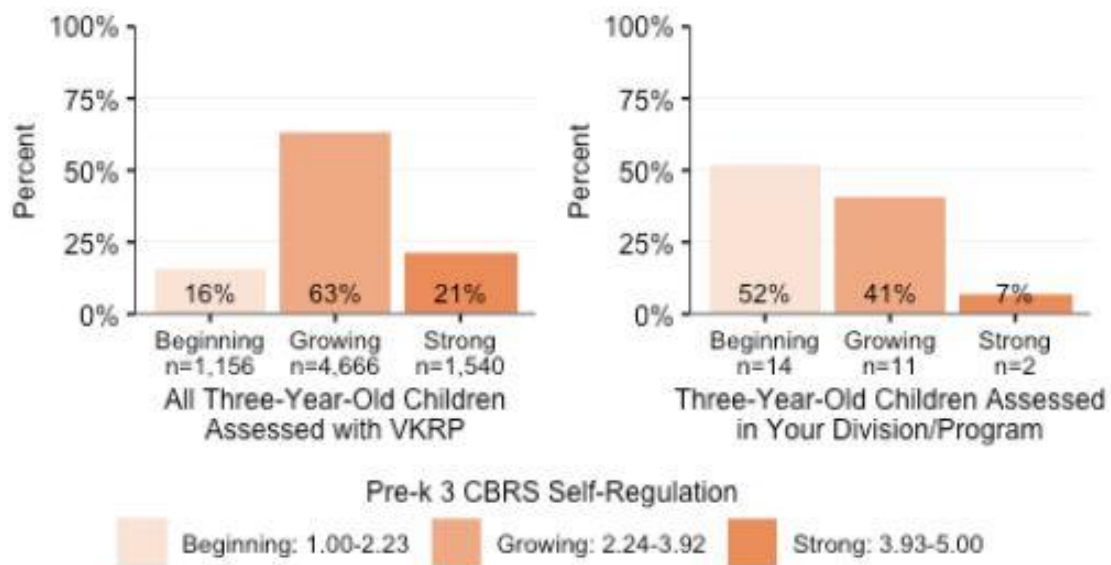 100%
75%
50%
25%
0%
Percent
16%
63%
21%
Beginning
n=1,156
Growing
n=4,666
Strong
n=1,540
All Three-Year-Old Children
Assessed with VKRP
100%
75%
50%
25%
0%
Percent
52%
41%
7%
Beginning
n=14
Growing
n=11
Strong
n=2
Three-Year-Old Children Assessed
in Your Division/Program
Pre-k 3 CBRS Self-Regulation
Beginning: 1.00-2.23
Growing: 2.24-3.92
Strong: 3.93-5.00